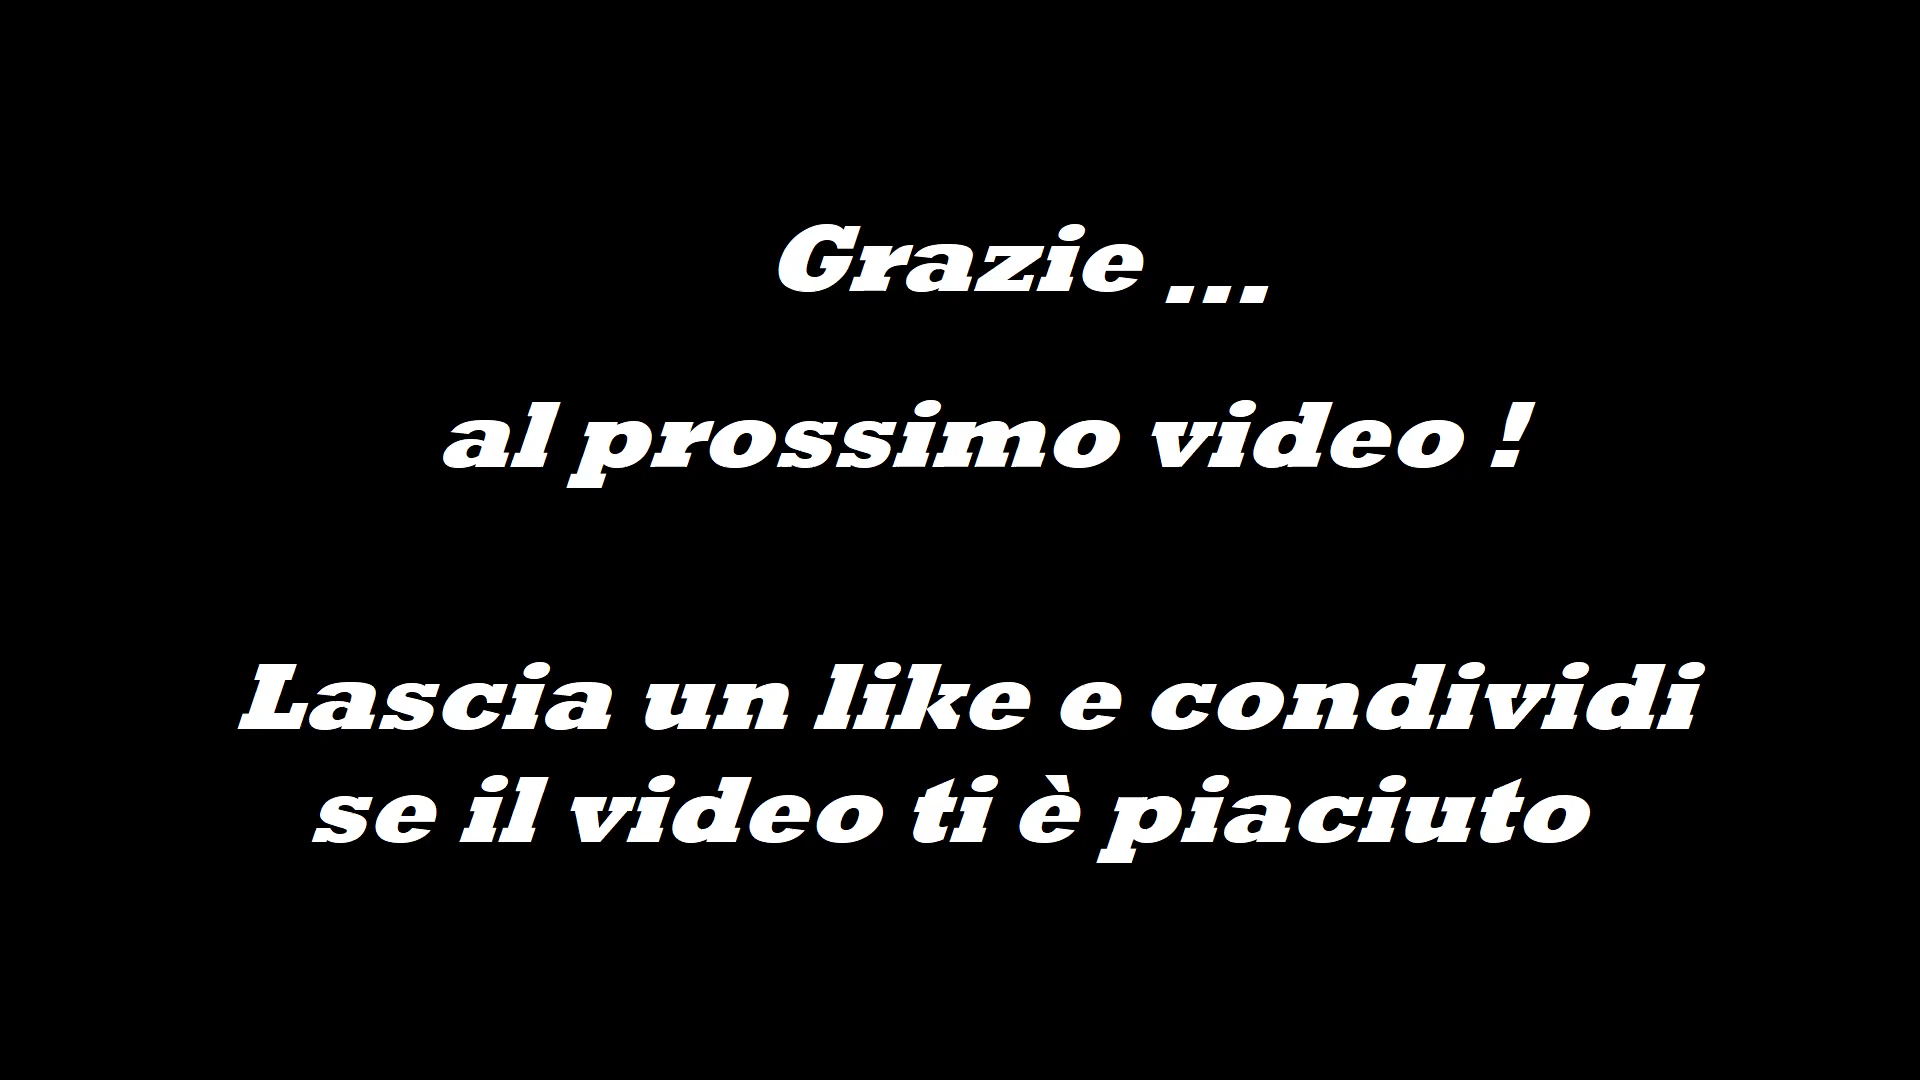 Grazie ...
al prossimo video !
Lascia un like e condividi
se il video ti è piaciuto